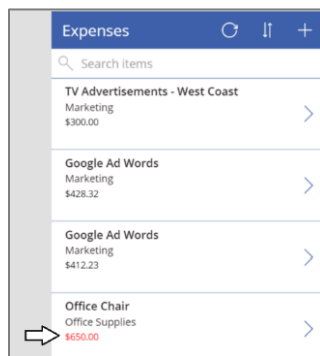 Expenses
Search items
TV Advertisements - West Coast
Marketing
$300.00
Google Ad Words
Marketing
$428.32
Google Ad Words
Marketing
$412.23
Office Chair
Office Supplies
$650.00